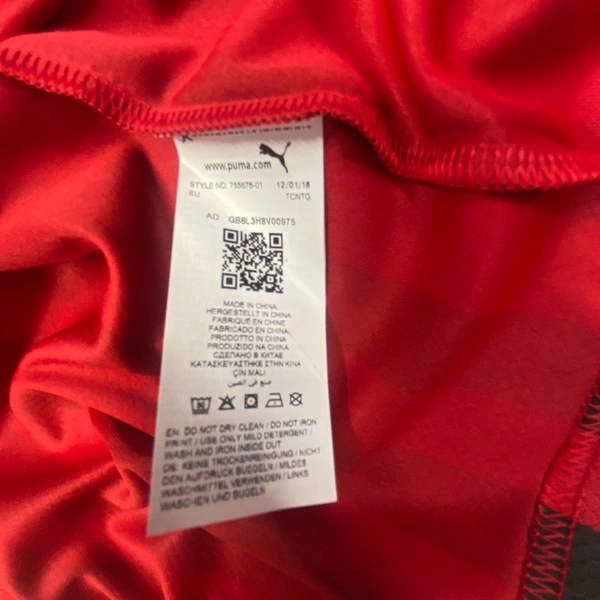 www.puma.com
STYLE NO. 755676-01 12/01/18
EU TCNTG
AD. GB8L3H8V00975
MADE IN CHINA
HERGESTELLT IN CHINA
FABRIQUÉ EN CHINE
FABRICADO EN CHINA
PRODOTTO IN CHINA
PRODUZIDO NA CHINA
СДЕЛАНО В КИТАЕ
ΚΑΤΑΣΚΕΥΑΣΤΗΚΕ ΣΤΗΝ ΚΙΝΑ
ÇİN MALI
صنع في الصين
EN: DO NOT DRY CLEAN / DO NOT IRON
PRINT / USE ONLY MILD DETERGENT /
WASH AND IRON INSIDE OUT
DE: KEINE TROCKENREINIGUNG / NICHT
DEN AUFDRUCK BUEGELN / MILDES
WASCHMITTEL VERWENDEN / LINKS
WASCHEN UND BUGELN